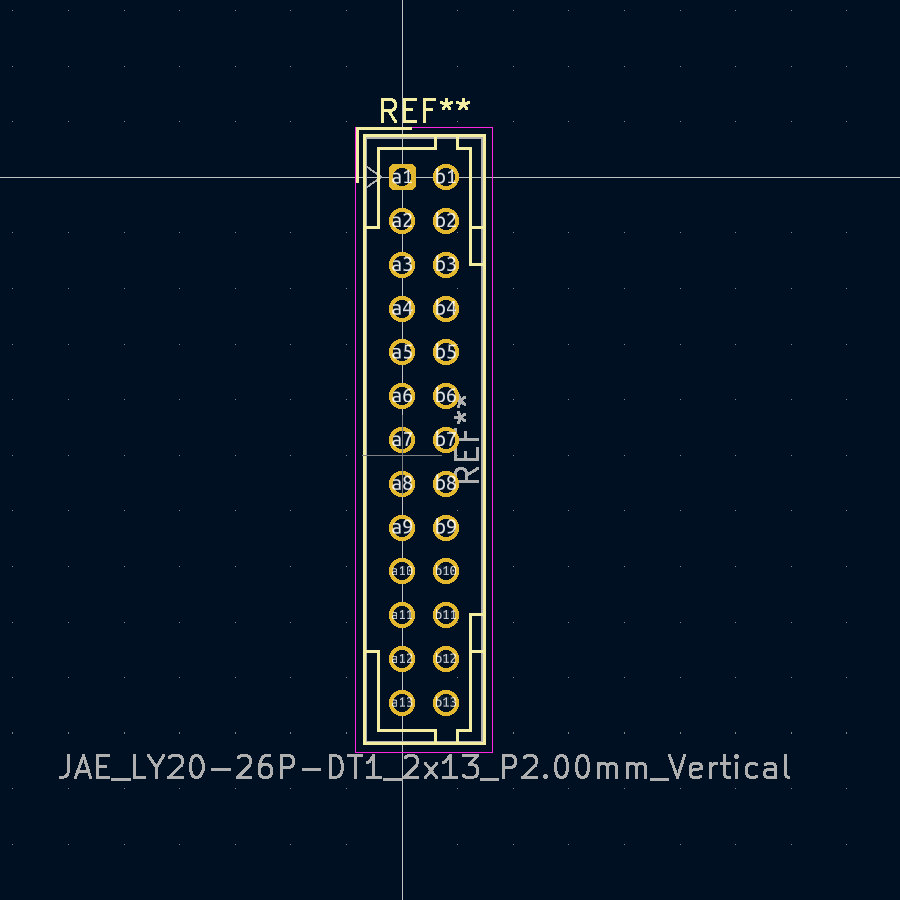 REF**
a1 b1
a2 b2
a3 b3
a4 b4
a5 b5
a6 b6
a7 b7
REF**
a8 b8
a9 b9
a10 b10
a11 b11
a12 b12
a13 b13
JAE_LY20-26P-DT1_2x13_P2.00mm_Vertical